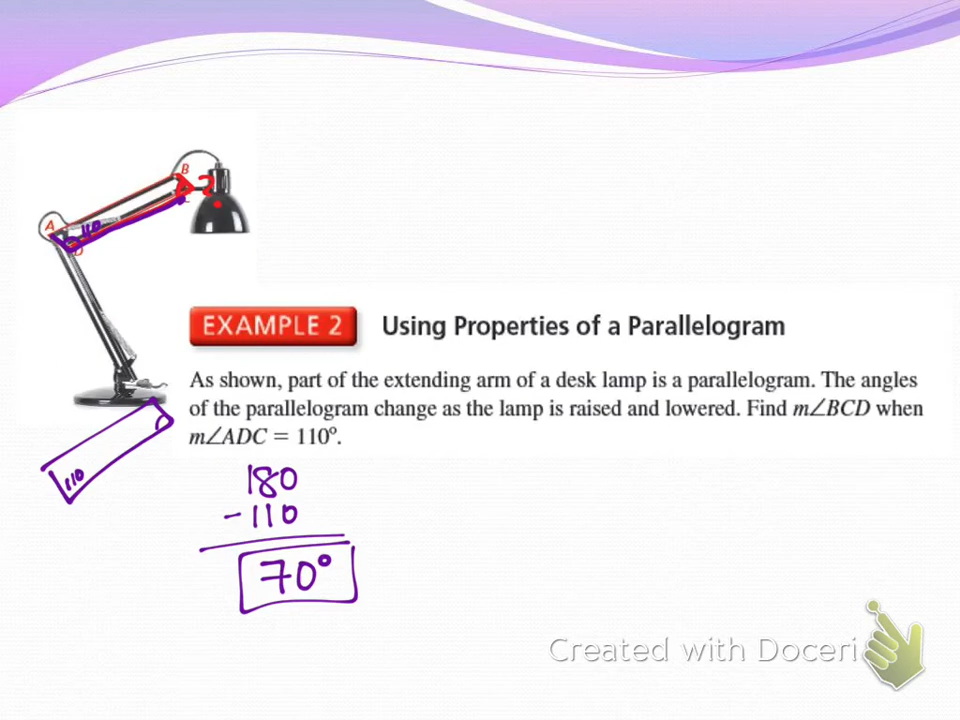 B
?
A
110
D
EXAMPLE 2 Using Properties of a Parallelogram
As shown, part of the extending arm of a desk lamp is a parallelogram. The angles
of the parallelogram change as the lamp is raised and lowered. Find m∠BCD when
m∠ADC = 110°.
110
180
-110
70°
Created with Doceri